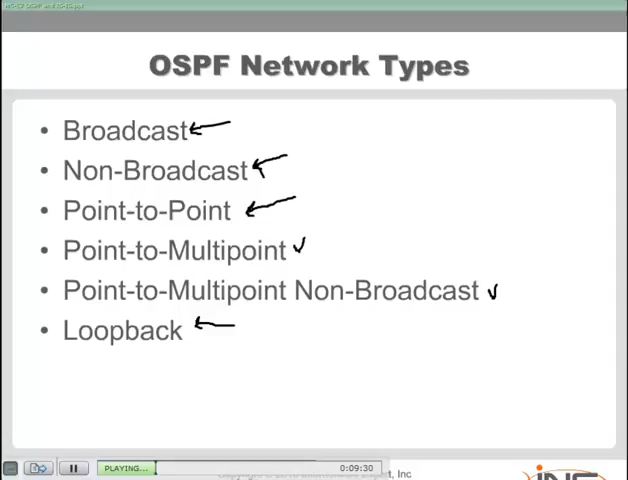 OSPF Network Types
• Broadcast
• Non-Broadcast
• Point-to-Point
• Point-to-Multipoint
• Point-to-Multipoint Non-Broadcast
• Loopback
PLAYING...
0:09:30